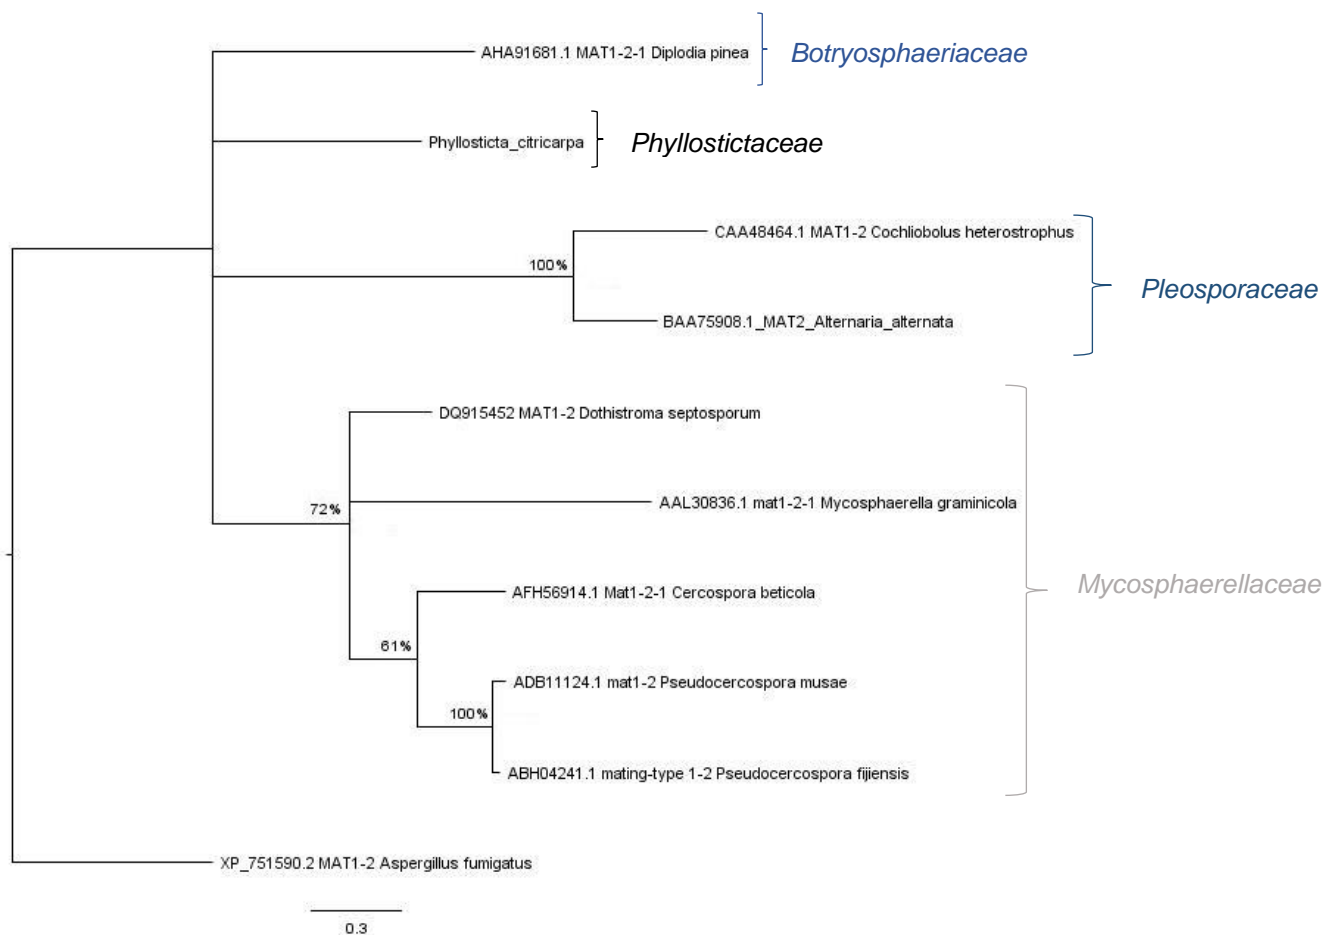 AHA91681.1 MAT1-2-1 Diplodia pinea
Botryosphaeriaceae
Phyllosticta_citricarpa
Phyllostictaceae
CAA48464.1 MAT1-2 Cochliobolus heterostrophus
100%
Pleosporaceae
BAA75908.1_MAT2_Alternaria_alternata
DQ915452 MAT1-2 Dothistroma septosporum
72%
AAL30836.1 mat1-2-1 Mycosphaerella graminicola
AFH56914.1 Mat1-2-1 Cercospora beticola
Mycosphaerellaceae
61%
ADB11124.1 mat1-2 Pseudocercospora musae
100%
ABH04241.1 mating-type 1-2 Pseudocercospora fijiensis
XP_751590.2 MAT1-2 Aspergillus fumigatus
0.3